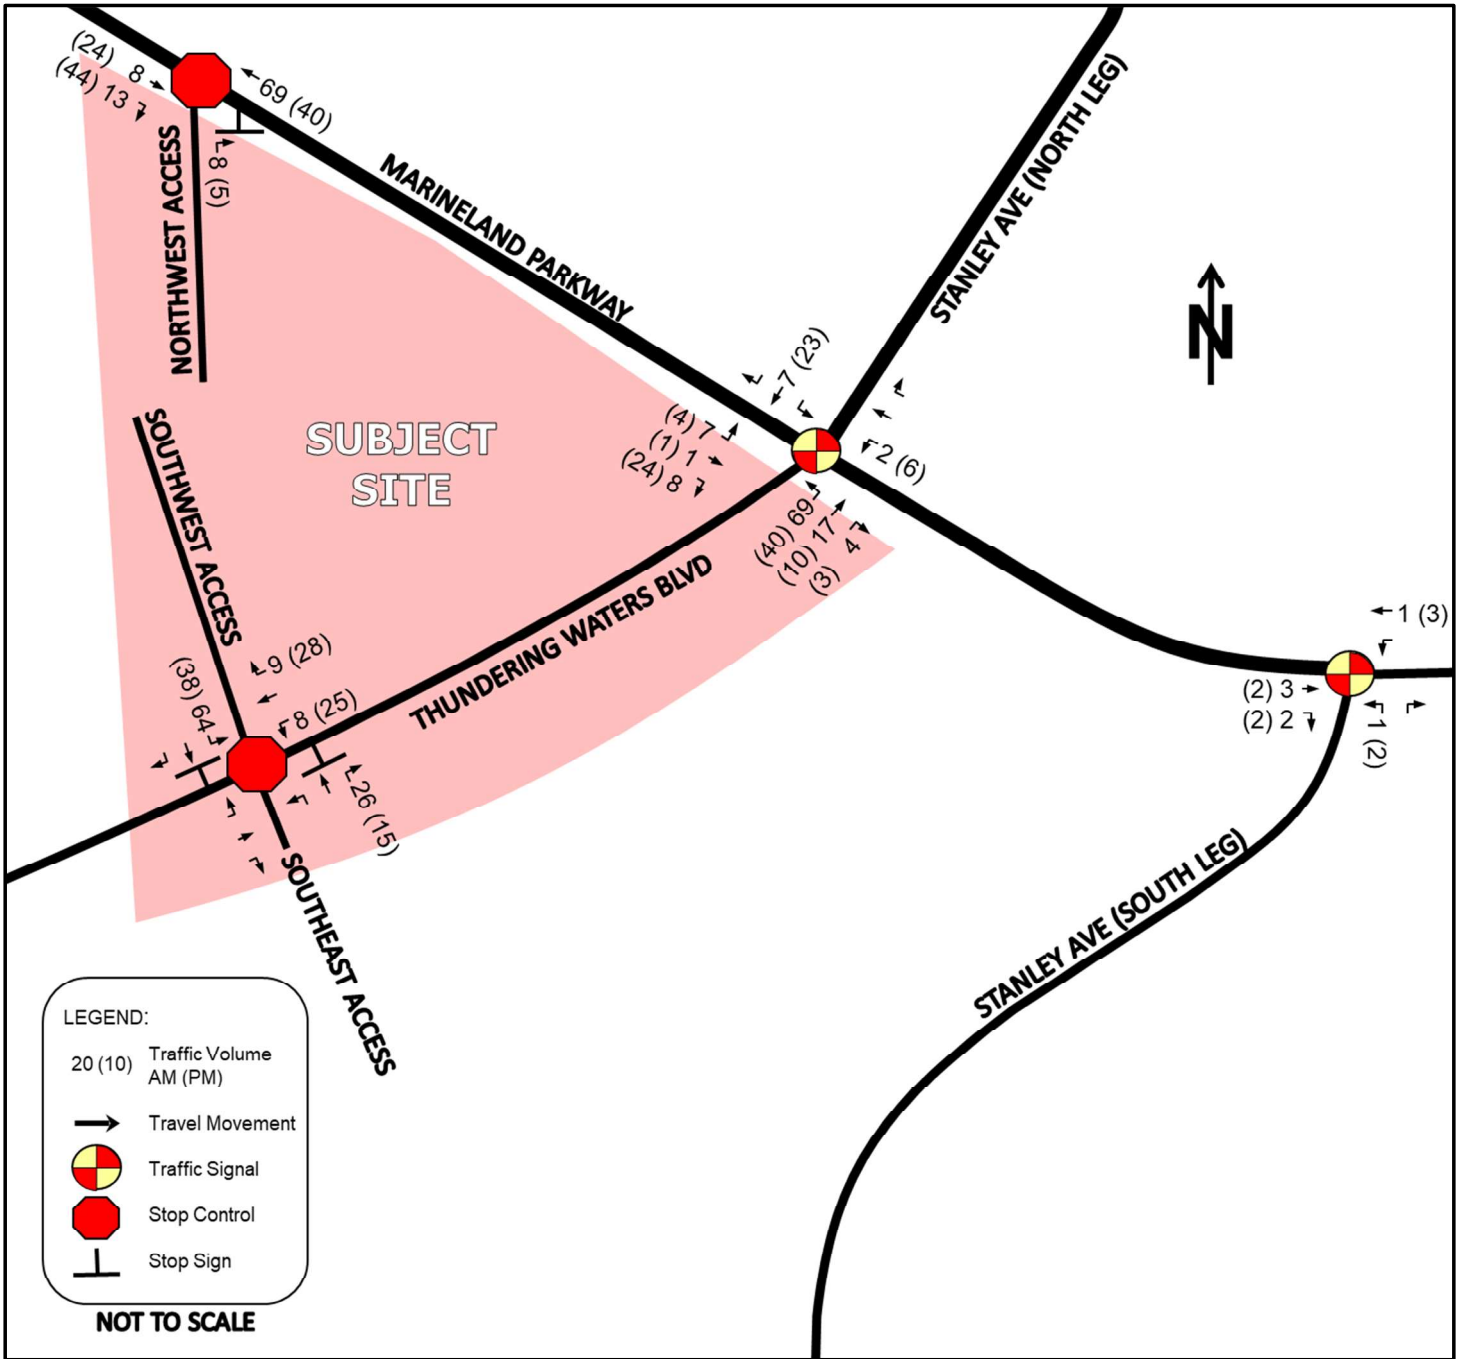 (24) 8
(44) 13
69 (40)
8 (5)
NORTHWEST ACCESS
MARINELAND PARKWAY
STANLEY AVE (NORTH LEG)
N
7 (23)
(4) 7
(1) 1
(24) 8
2 (6)
(40) 69
(10) 17
(3) 4
SUBJECT
SITE
SOUTHWEST ACCESS
THUNDERING WATERS BLVD
9 (28)
(38) 64
8 (25)
26 (15)
SOUTHEAST ACCESS
1 (3)
(2) 3
(2) 2
1 (2)
STANLEY AVE (SOUTH LEG)
LEGEND:
20 (10) Traffic Volume
AM (PM)
Travel Movement
Traffic Signal
Stop Control
Stop Sign
NOT TO SCALE